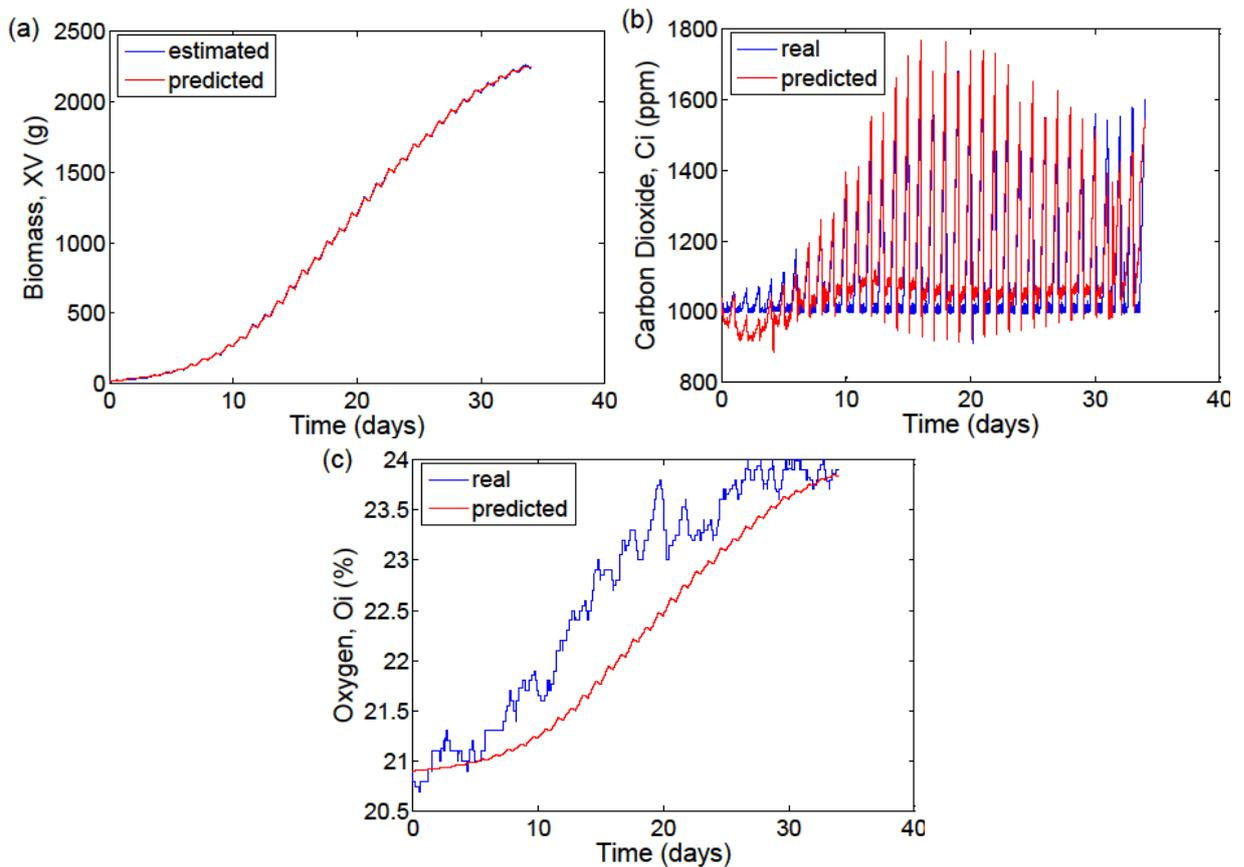 (a)
2500
2000
1500
1000
500
0
Biomass, XV (g)
estimated
predicted
0 10 20 30 40
Time (days)
(b)
1800
1600
1400
1200
1000
800
Carbon Dioxide, Ci (ppm)
real
predicted
0 10 20 30 40
Time (days)
(c)
24
23.5
23
22.5
22
21.5
21
20.5
Oxygen, Oi (%)
real
predicted
0 10 20 30 40
Time (days)